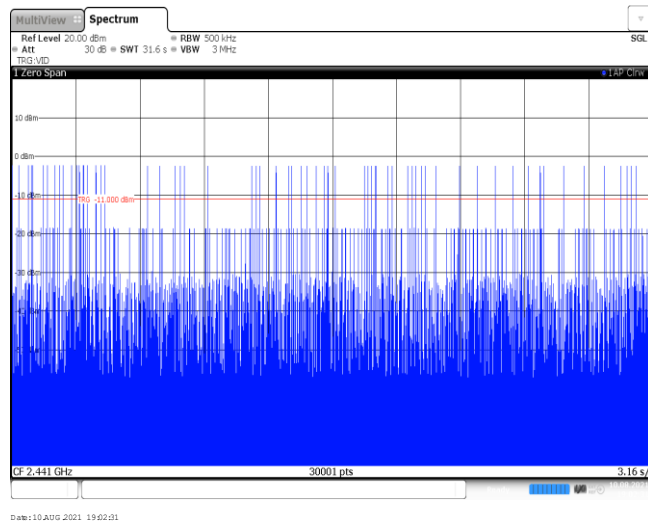 MultiView Spectrum
Ref Level 20.00 dBm RBW 500 kHz SGL
Att 30 dB SWT 31.6 s VBW 3 MHz
TRG:VID
1 Zero Span 1AP Clrw
10 dBm
0 dBm
-10 dBm
TRG -11.000 dBm
-20 dBm
-30 dBm
CF 2.441 GHz 30001 pts 3.16 s/
Date: 10.AUG.2021 19:02:31